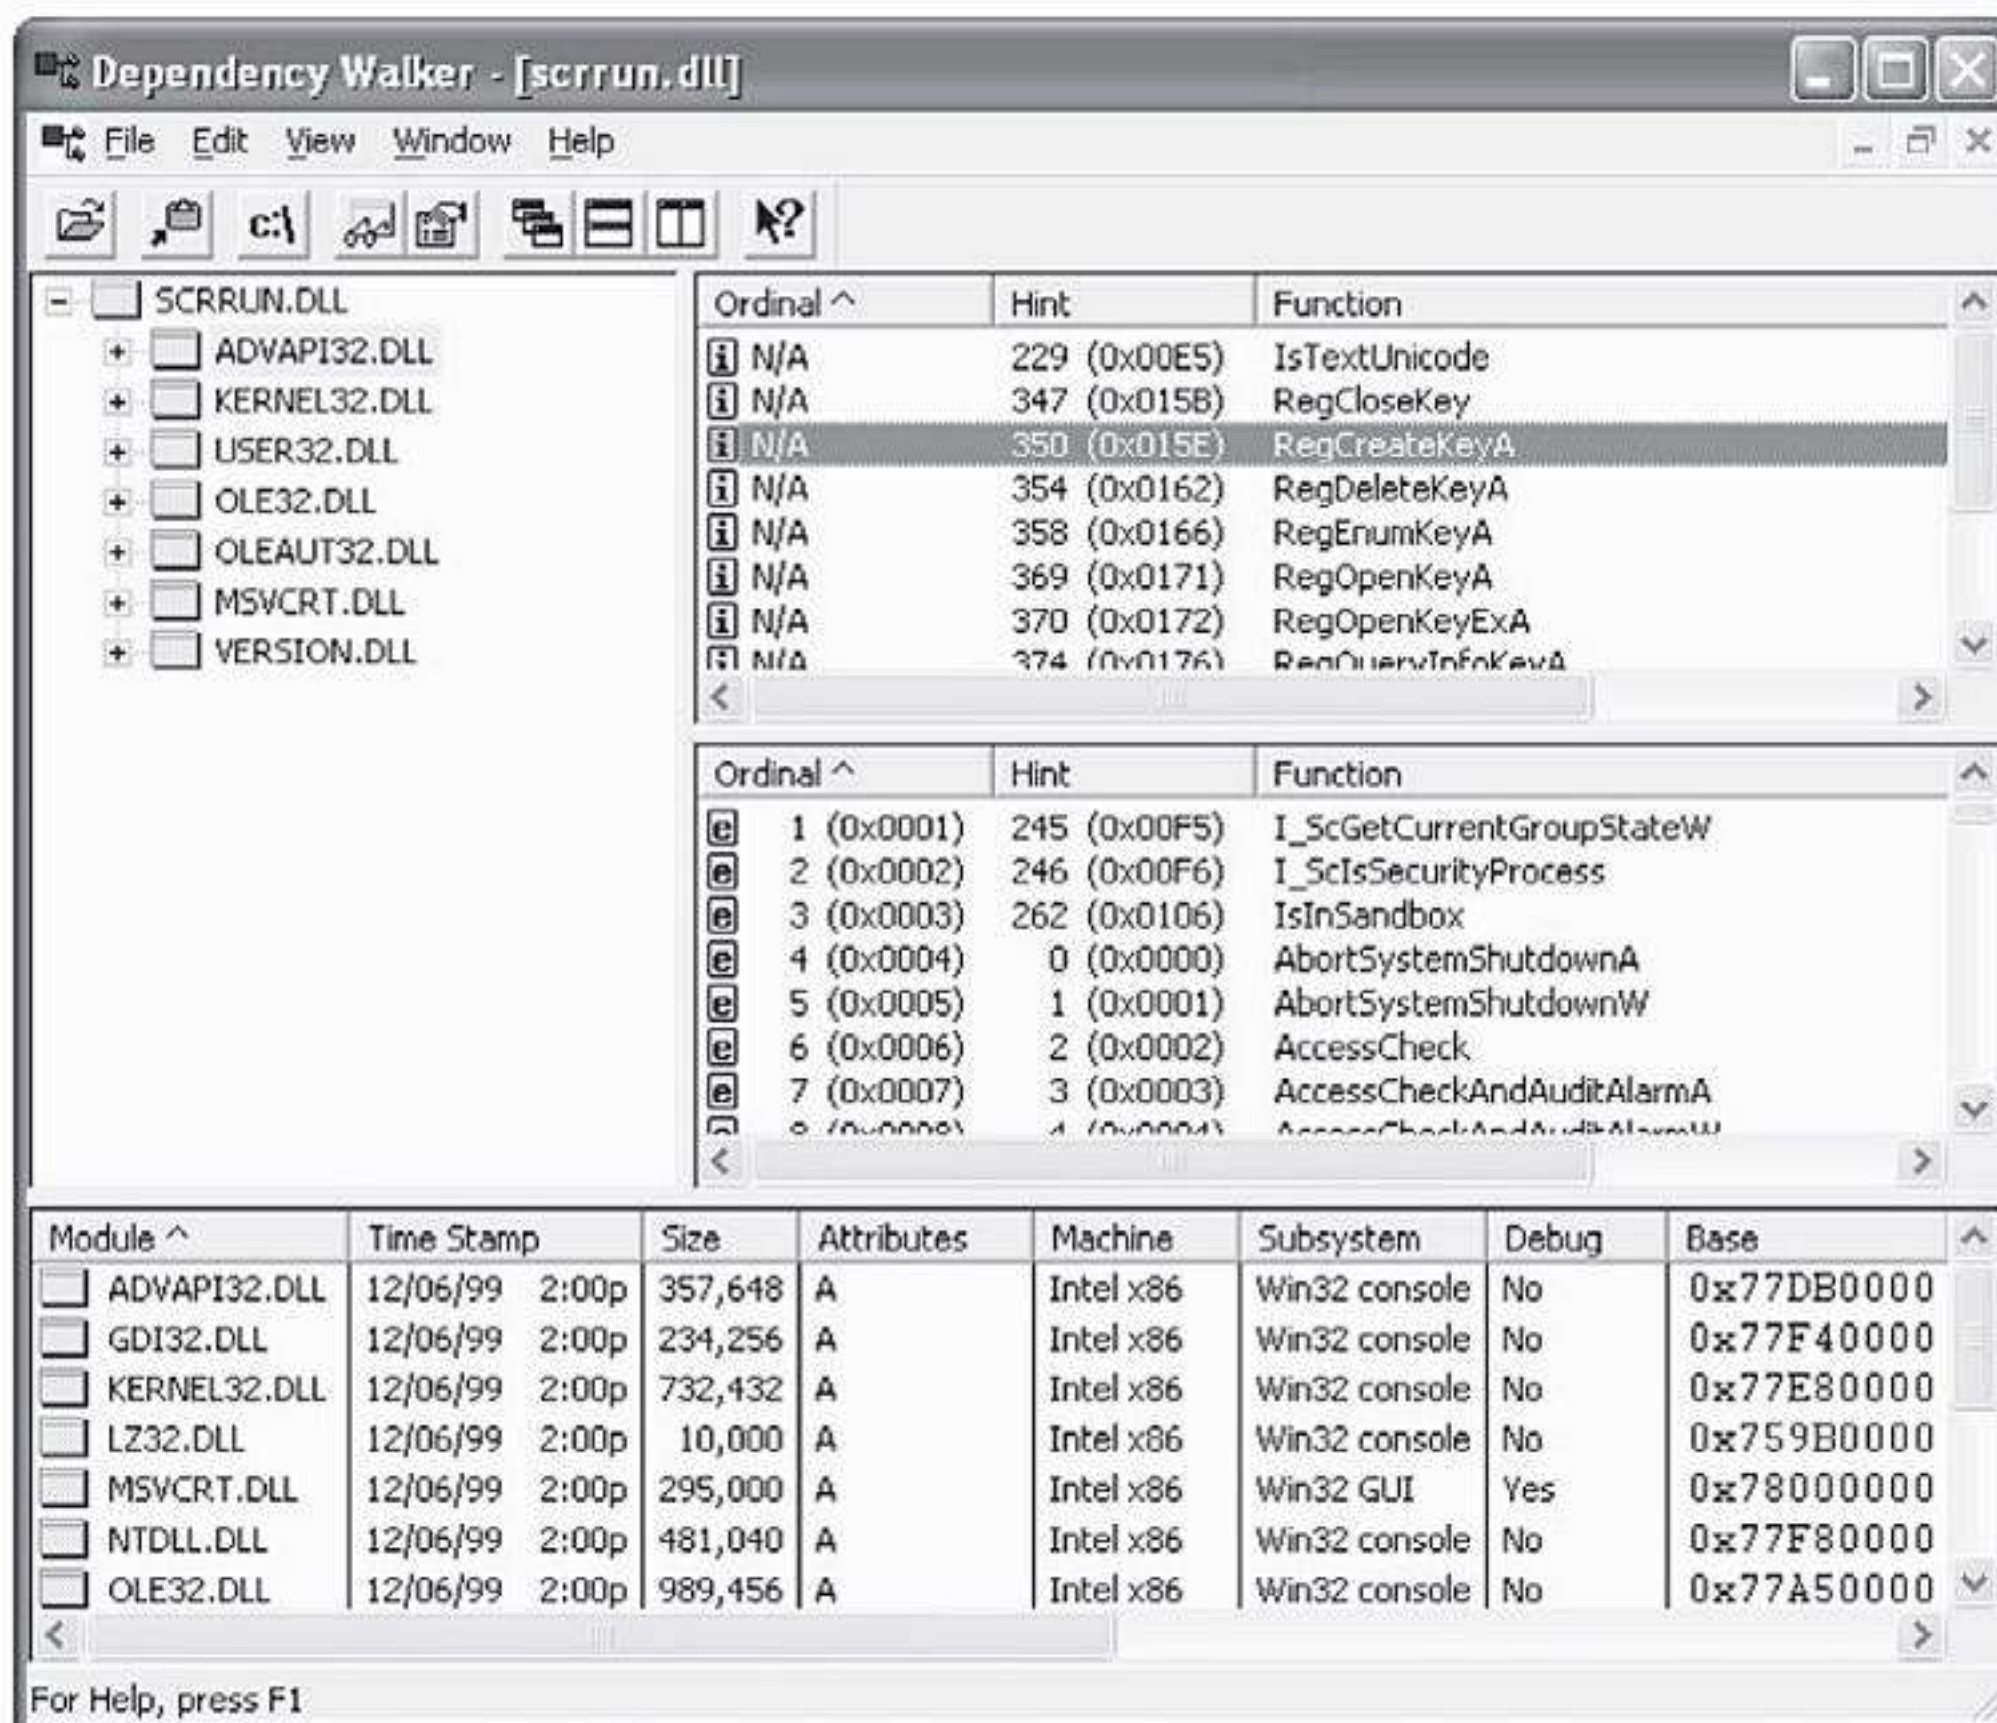 Dependency Walker - [scrrun.dll]
File Edit View Window Help
c:\
SCRRUN.DLL
ADVAPI32.DLL
KERNEL32.DLL
USER32.DLL
OLE32.DLL
OLEAUT32.DLL
MSVCRT.DLL
VERSION.DLL
Ordinal ^ Hint Function
N/A 229 (0x00E5) IsTextUnicode
N/A 347 (0x015B) RegCloseKey
N/A 350 (0x015E) RegCreateKeyA
N/A 354 (0x0162) RegDeleteKeyA
N/A 358 (0x0166) RegEnumKeyA
N/A 369 (0x0171) RegOpenKeyA
N/A 370 (0x0172) RegOpenKeyExA
N/A 374 (0x0176) RegQueryInfoKeyA
Ordinal ^ Hint Function
e 1 (0x0001) 245 (0x00F5) I_ScGetCurrentGroupStateW
e 2 (0x0002) 246 (0x00F6) I_ScIsSecurityProcess
e 3 (0x0003) 262 (0x0106) IsInSandbox
e 4 (0x0004) 0 (0x0000) AbortSystemShutdownA
e 5 (0x0005) 1 (0x0001) AbortSystemShutdownW
e 6 (0x0006) 2 (0x0002) AccessCheck
e 7 (0x0007) 3 (0x0003) AccessCheckAndAuditAlarmA
e 8 (0x0008) 4 (0x0004) AccessCheckAndAuditAlarmW
Module ^ Time Stamp Size Attributes Machine Subsystem Debug Base
ADVAPI32.DLL 12/06/99 2:00p 357,648 A Intel x86 Win32 console No 0x77DB0000
GDI32.DLL 12/06/99 2:00p 234,256 A Intel x86 Win32 console No 0x77F40000
KERNEL32.DLL 12/06/99 2:00p 732,432 A Intel x86 Win32 console No 0x77E80000
LZ32.DLL 12/06/99 2:00p 10,000 A Intel x86 Win32 console No 0x759B0000
MSVCRT.DLL 12/06/99 2:00p 295,000 A Intel x86 Win32 GUI Yes 0x78000000
NTDLL.DLL 12/06/99 2:00p 481,040 A Intel x86 Win32 console No 0x77F80000
OLE32.DLL 12/06/99 2:00p 989,456 A Intel x86 Win32 console No 0x77A50000
For Help, press F1